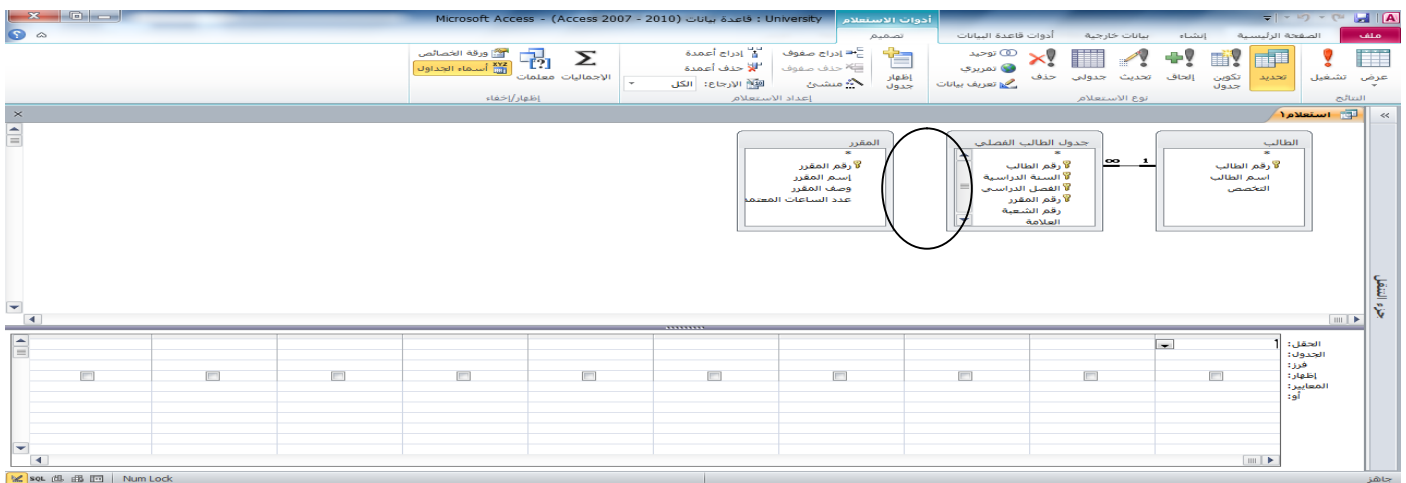 Microsoft Access - (Access 2007 - 2010) قاعدة بيانات : University
أدوات الاستعلام
ملف
الصفحة الرئيسية
إنشاء
بيانات خارجية
أدوات قاعدة البيانات
تصميم
عرض
تشغيل
النتائج
تحديد
تكوين جدول
إلحاق
تحديث
جدولي
حذف
توحيد
تمريري
تعريف بيانات
نوع الاستعلام
إظهار جدول
إدراج صفوف
حذف صفوف
منشئ
إدراج أعمدة
حذف أعمدة
الإرجاع: الكل
إعداد الاستعلام
الإجماليات
معلمات
ورقة الخصائص
أسماء الجداول
إظهار/إخفاء
استعلام١
جزء التنقل
الطالب
*
رقم الطالب
اسم الطالب
التخصص
1
∞
جدول الطالب الفصلي
*
رقم الطالب
السنة الدراسية
الفصل الدراسي
رقم المقرر
رقم الشعبة
العلامة
المقرر
*
رقم المقرر
إسم المقرر
وصف المقرر
عدد الساعات المعتمد
الحقل:
الجدول:
فرز:
إظهار:
المعايير:
أو:
جاهز
Num Lock
SQL